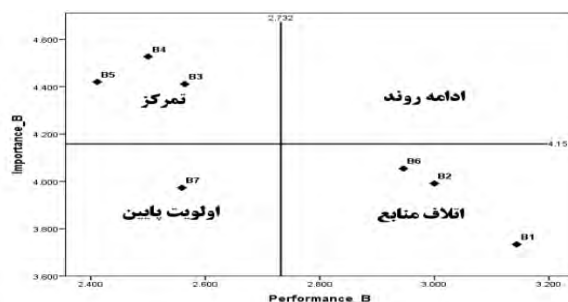 2.732
4.600
B4
B5
B3
4.400
تمرکز
ادامه روند
Importance_B
4.200
4.15
B6
4.000
B7
B2
اولویت پایین
اتلاف منابع
3.800
B1
3.600
2.400
2.600
2.800
3.000
3.200
Performance_B